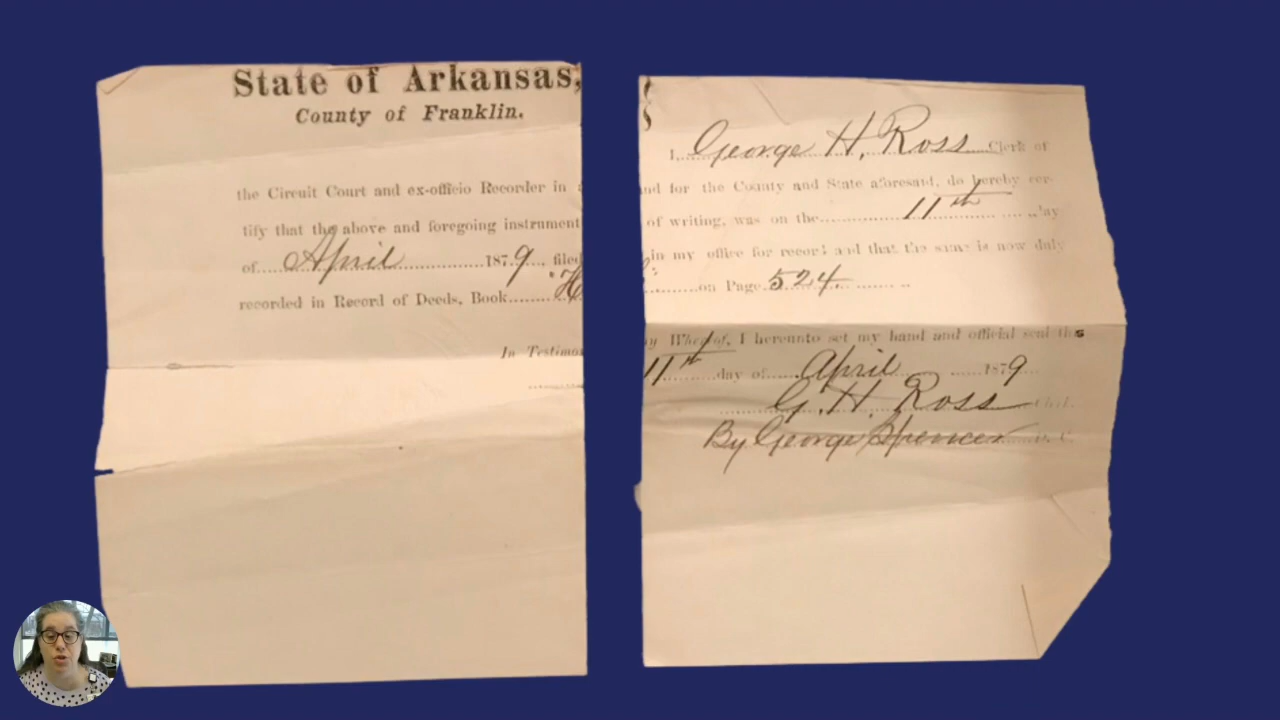 State of Arkansas,
County of Franklin.
the Circuit Court and ex-officio Recorder in
tify that the above and foregoing instrument
of......April......1879., filed
recorded in Record of Deeds, Book........"H
In Testimo
I,..George H. Ross...Clerk of
nd for the County and State aforesaid, do hereby cer-
of writing, was on the......11th......day
in my office for record and that the same is now duly
......on Page 524.......
y Whereof, I hereunto set my hand and official seal this
11th......day of......April......1879...
G. H. Ross
By George Spencer D. C.